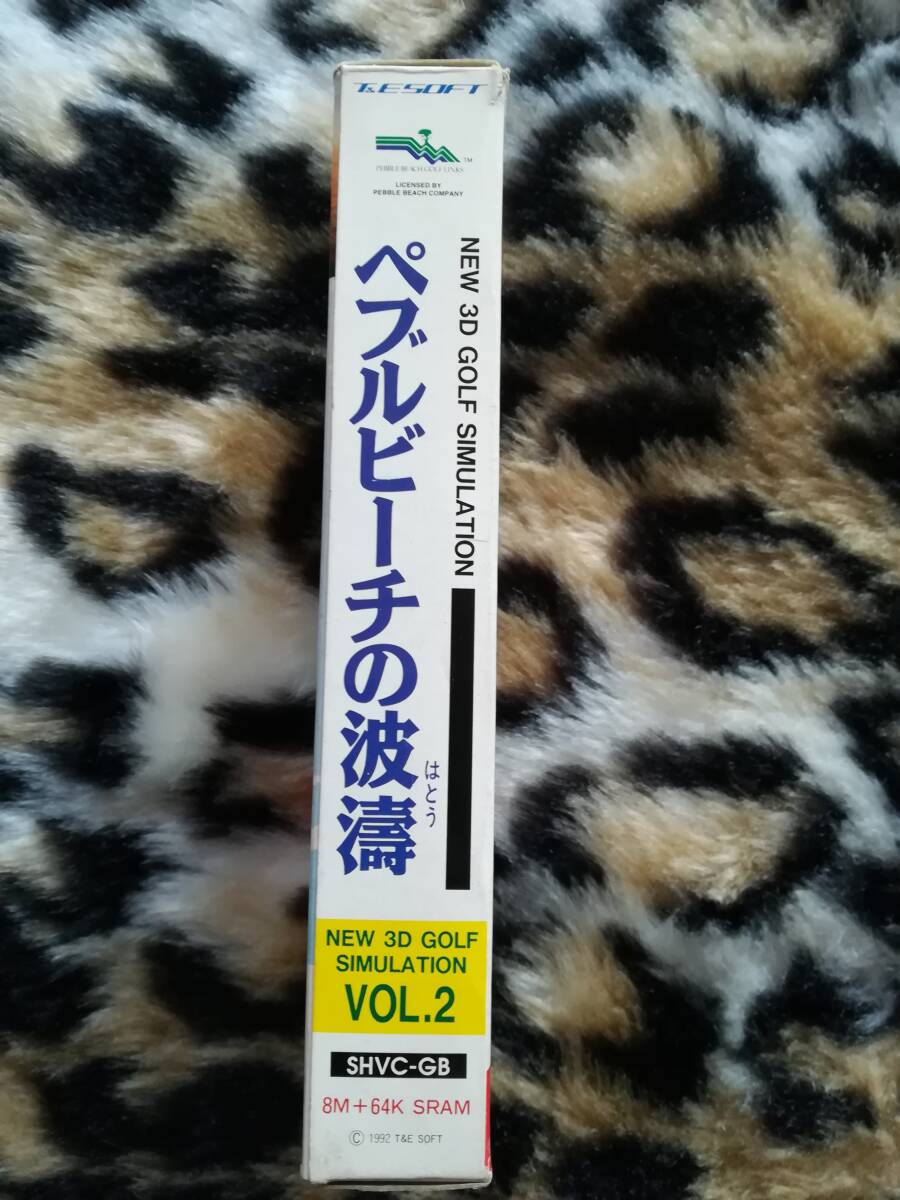 T&E SOFT
PEBBLE BEACH GOLF LINKS
TM
LICENSED BY
PEBBLE BEACH COMPANY
NEW 3D GOLF SIMULATION
ペブルビーチの波濤
はとう
NEW 3D GOLF
SIMULATION
VOL.2
SHVC-GB
8M+64K SRAM
© 1992 T&E SOFT